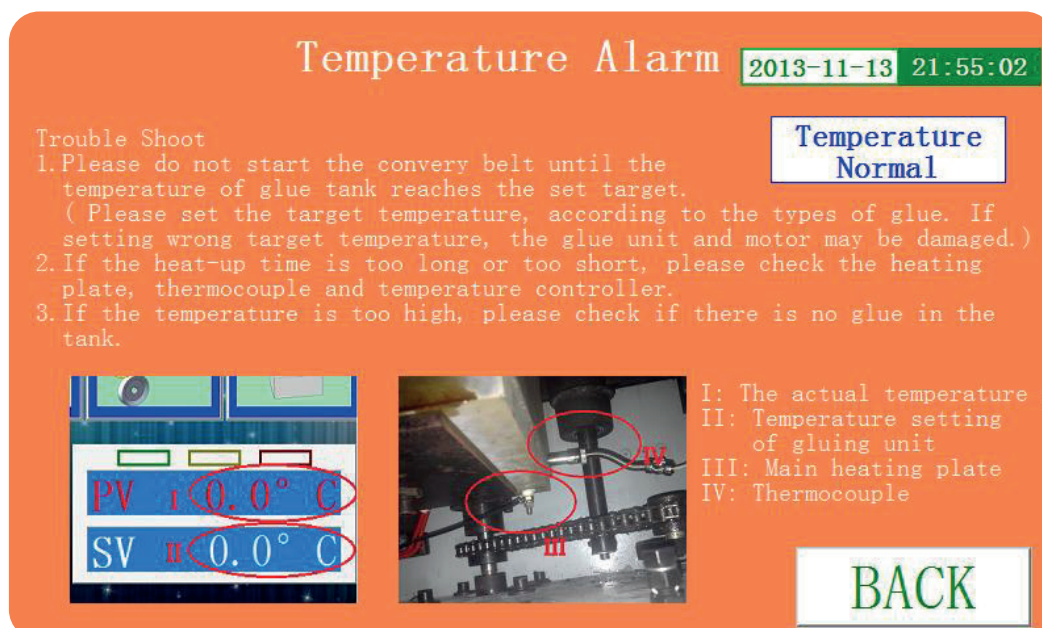 Temperature Alarm
2013-11-13 21:55:02
Temperature
Normal
Trouble Shoot
1.Please do not start the convery belt until the
temperature of glue tank reaches the set target.
( Please set the target temperature, according to the types of glue. If
setting wrong target temperature, the glue unit and motor may be damaged.)
2.If the heat-up time is too long or too short, please check the heating
plate, thermocouple and temperature controller.
3.If the temperature is too high, please check if there is no glue in the
tank.
PV I 0.0° C
SV II 0.0° C
IV
III
I: The actual temperature
II: Temperature setting
of gluing unit
III: Main heating plate
IV: Thermocouple
BACK